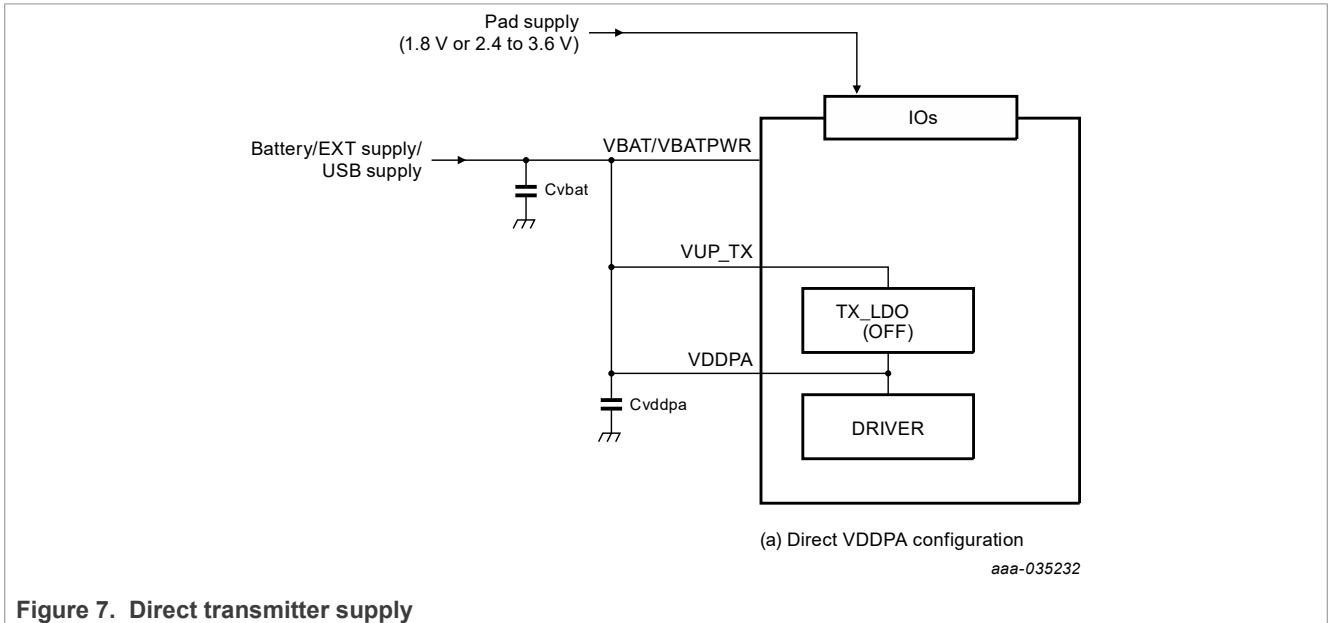 Pad supply
(1.8 V or 2.4 to 3.6 V)
IOs
Battery/EXT supply/
USB supply
VBAT/VBATPWR
Cvbat
VUP_TX
TX_LDO
(OFF)
VDDPA
Cvddpa
DRIVER
(a) Direct VDDPA configuration
aaa-035232
Figure 7. Direct transmitter supply